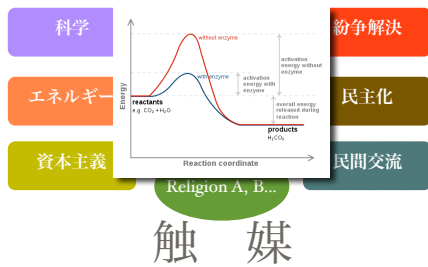 科学
エネルギー
資本主義
紛争解決
民主化
民間交流
without enzyme
with enzyme
activation
energy without
enzyme
activation
energy with
enzyme
overall energy
released during
reaction
Energy
reactants
e.g. CO₂ + H₂O
products
H₂CO₃
Reaction coordinate
Religion A, B...
触 媒